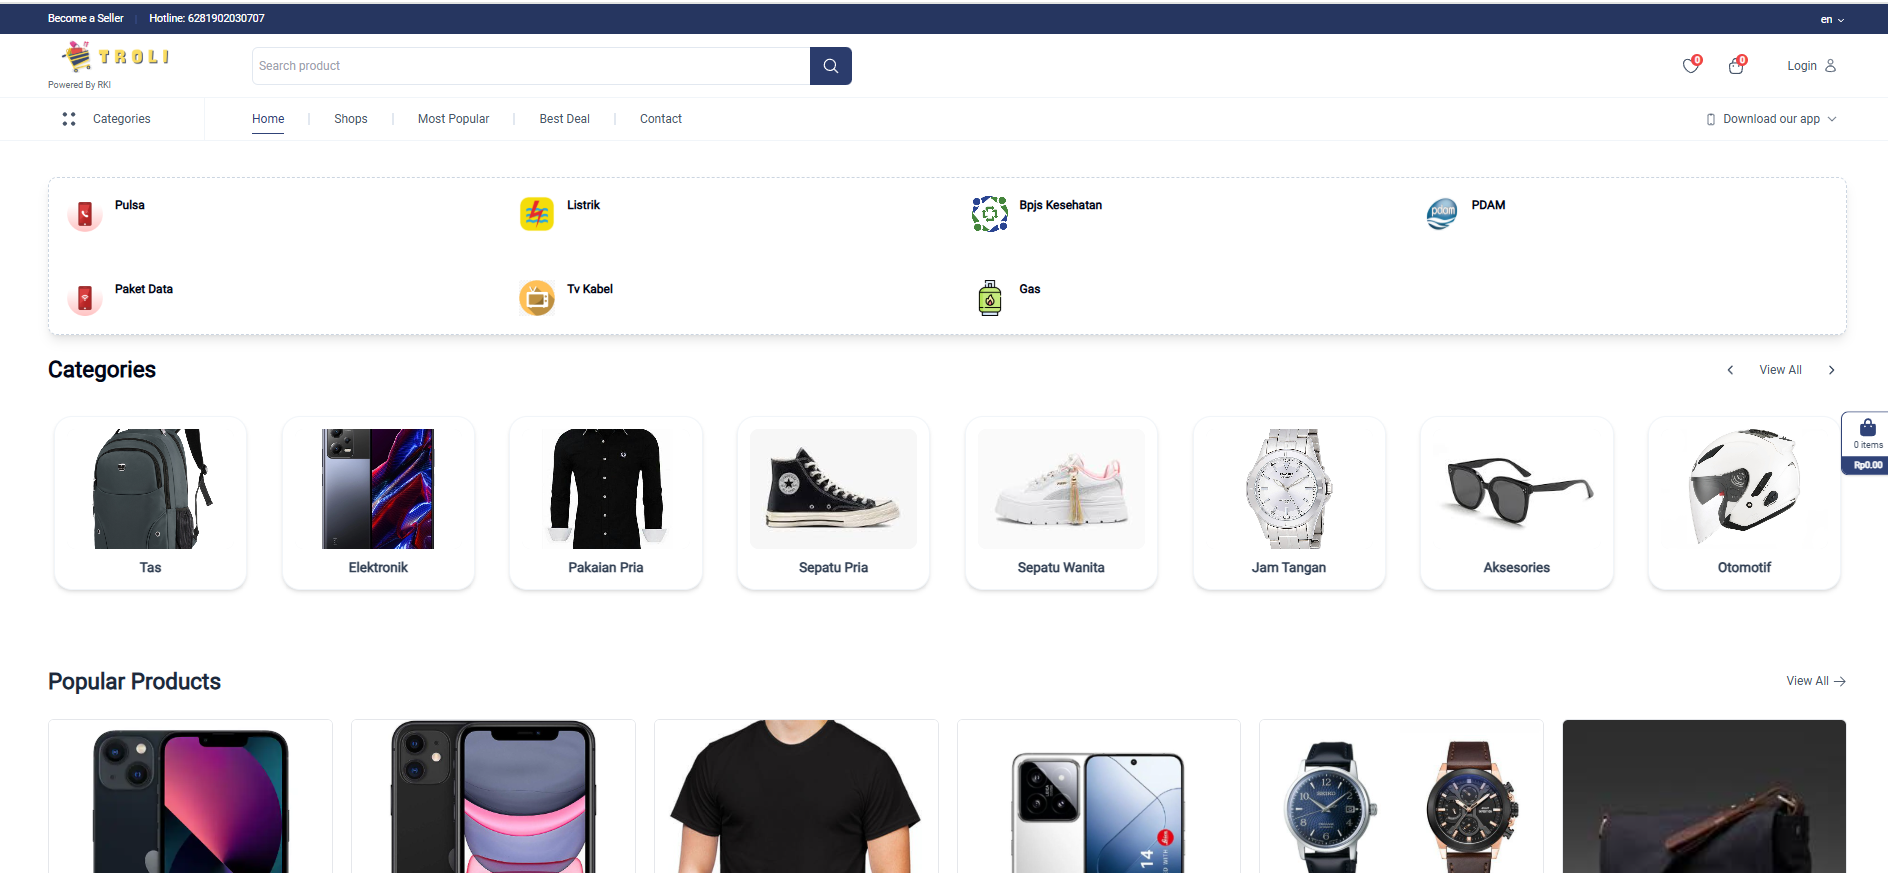 Become a Seller
Hotline: 6281902030707
en
TROLI
Powered By RKI
Search product
0
0
Login
Categories
Home
Shops
Most Popular
Best Deal
Contact
Download our app
Pulsa
Listrik
Bpjs Kesehatan
pdam
PDAM
Paket Data
Tv Kabel
Gas
Categories
View All
0 items
Rp0.00
Tas
Elektronik
Pakaian Pria
Sepatu Pria
Sepatu Wanita
Jam Tangan
Aksesories
Otomotif
Popular Products
View All
14